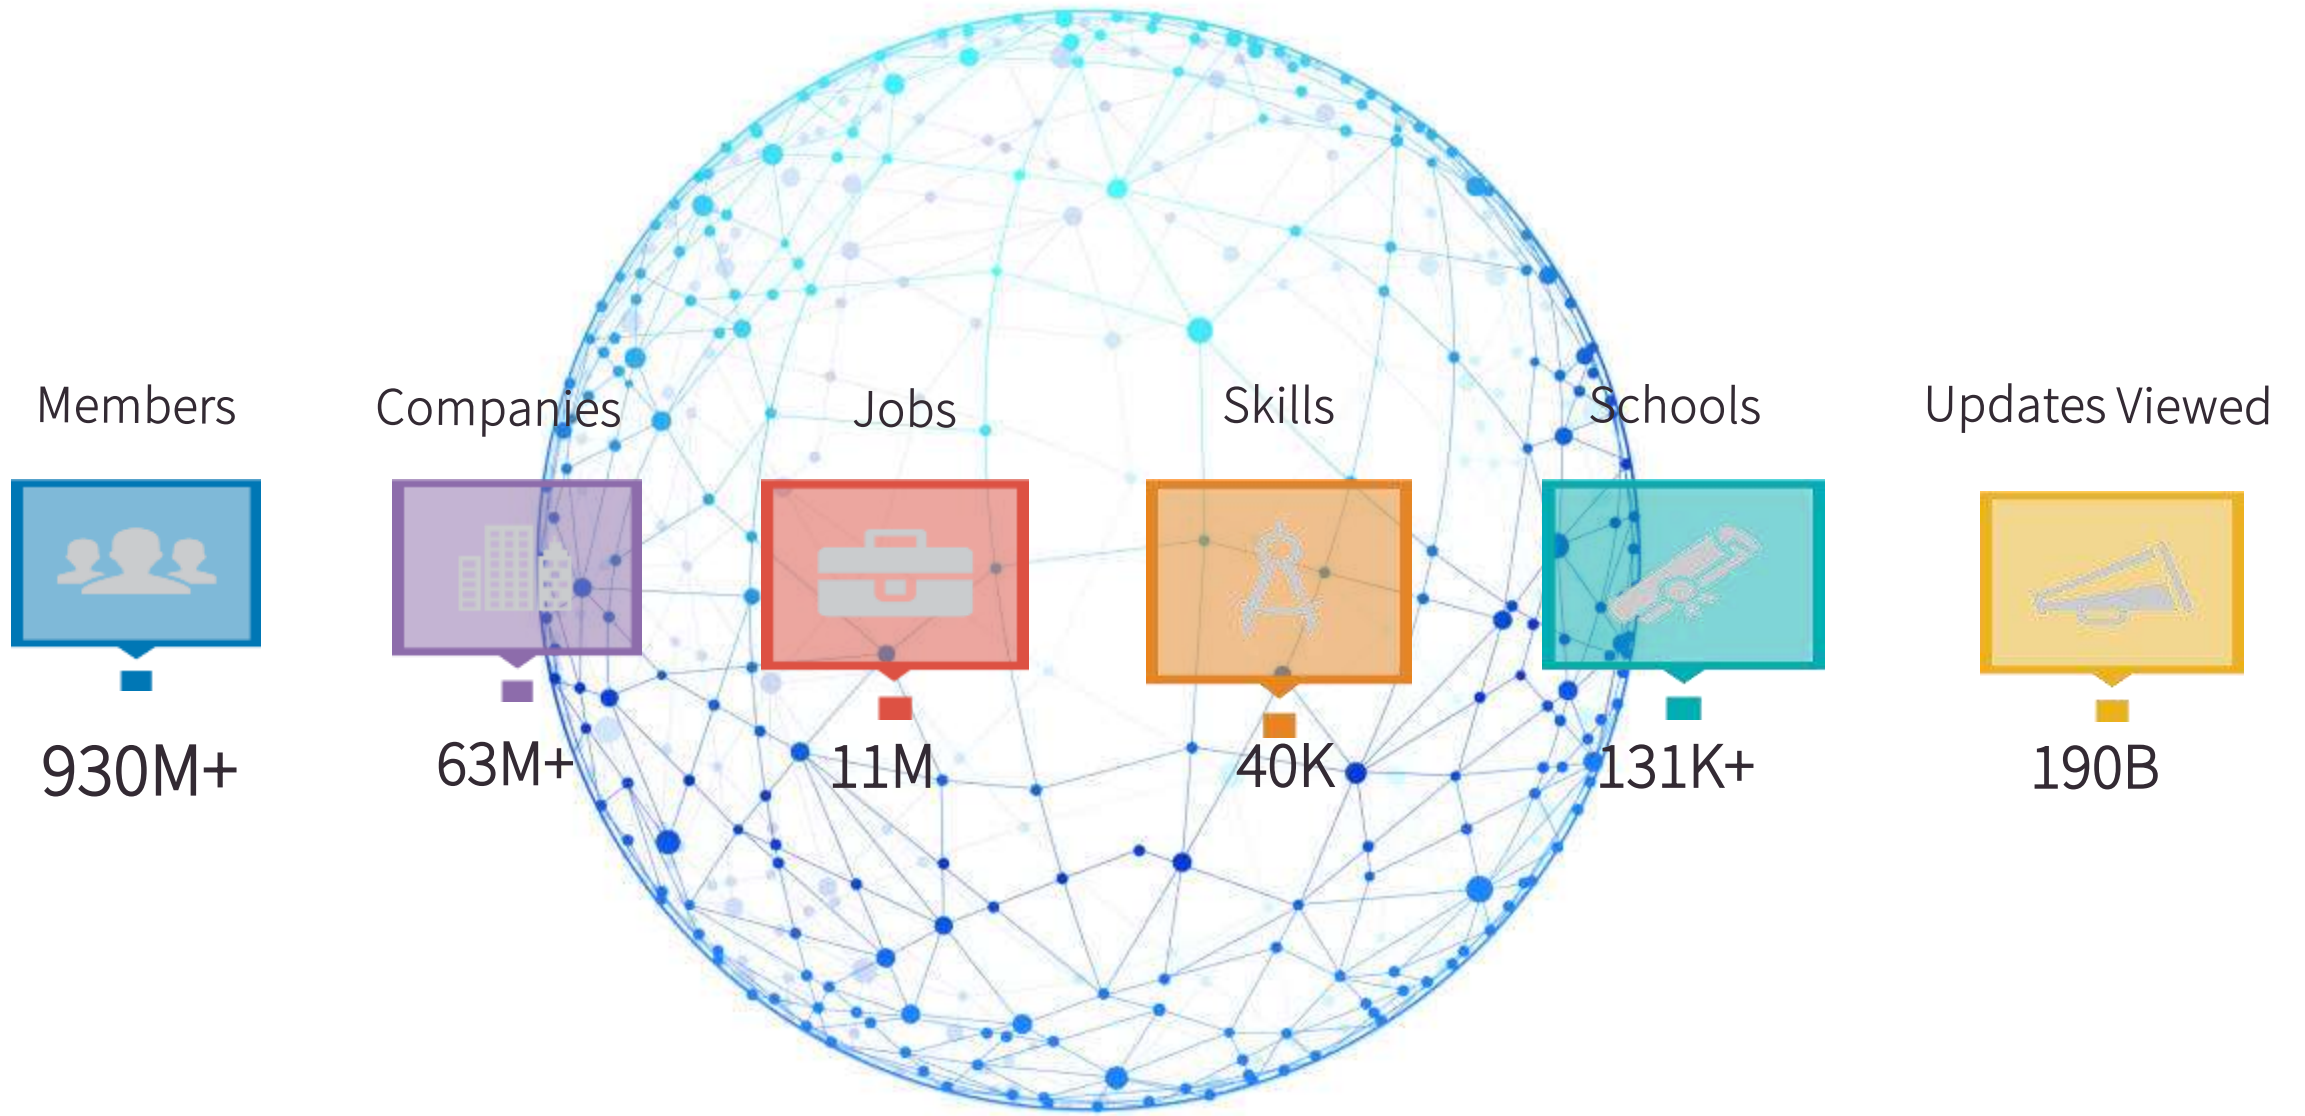 Members
Companies
Jobs
Skills
Schools
Updates Viewed
930M+
63M+
11M
40K
131K+
190B